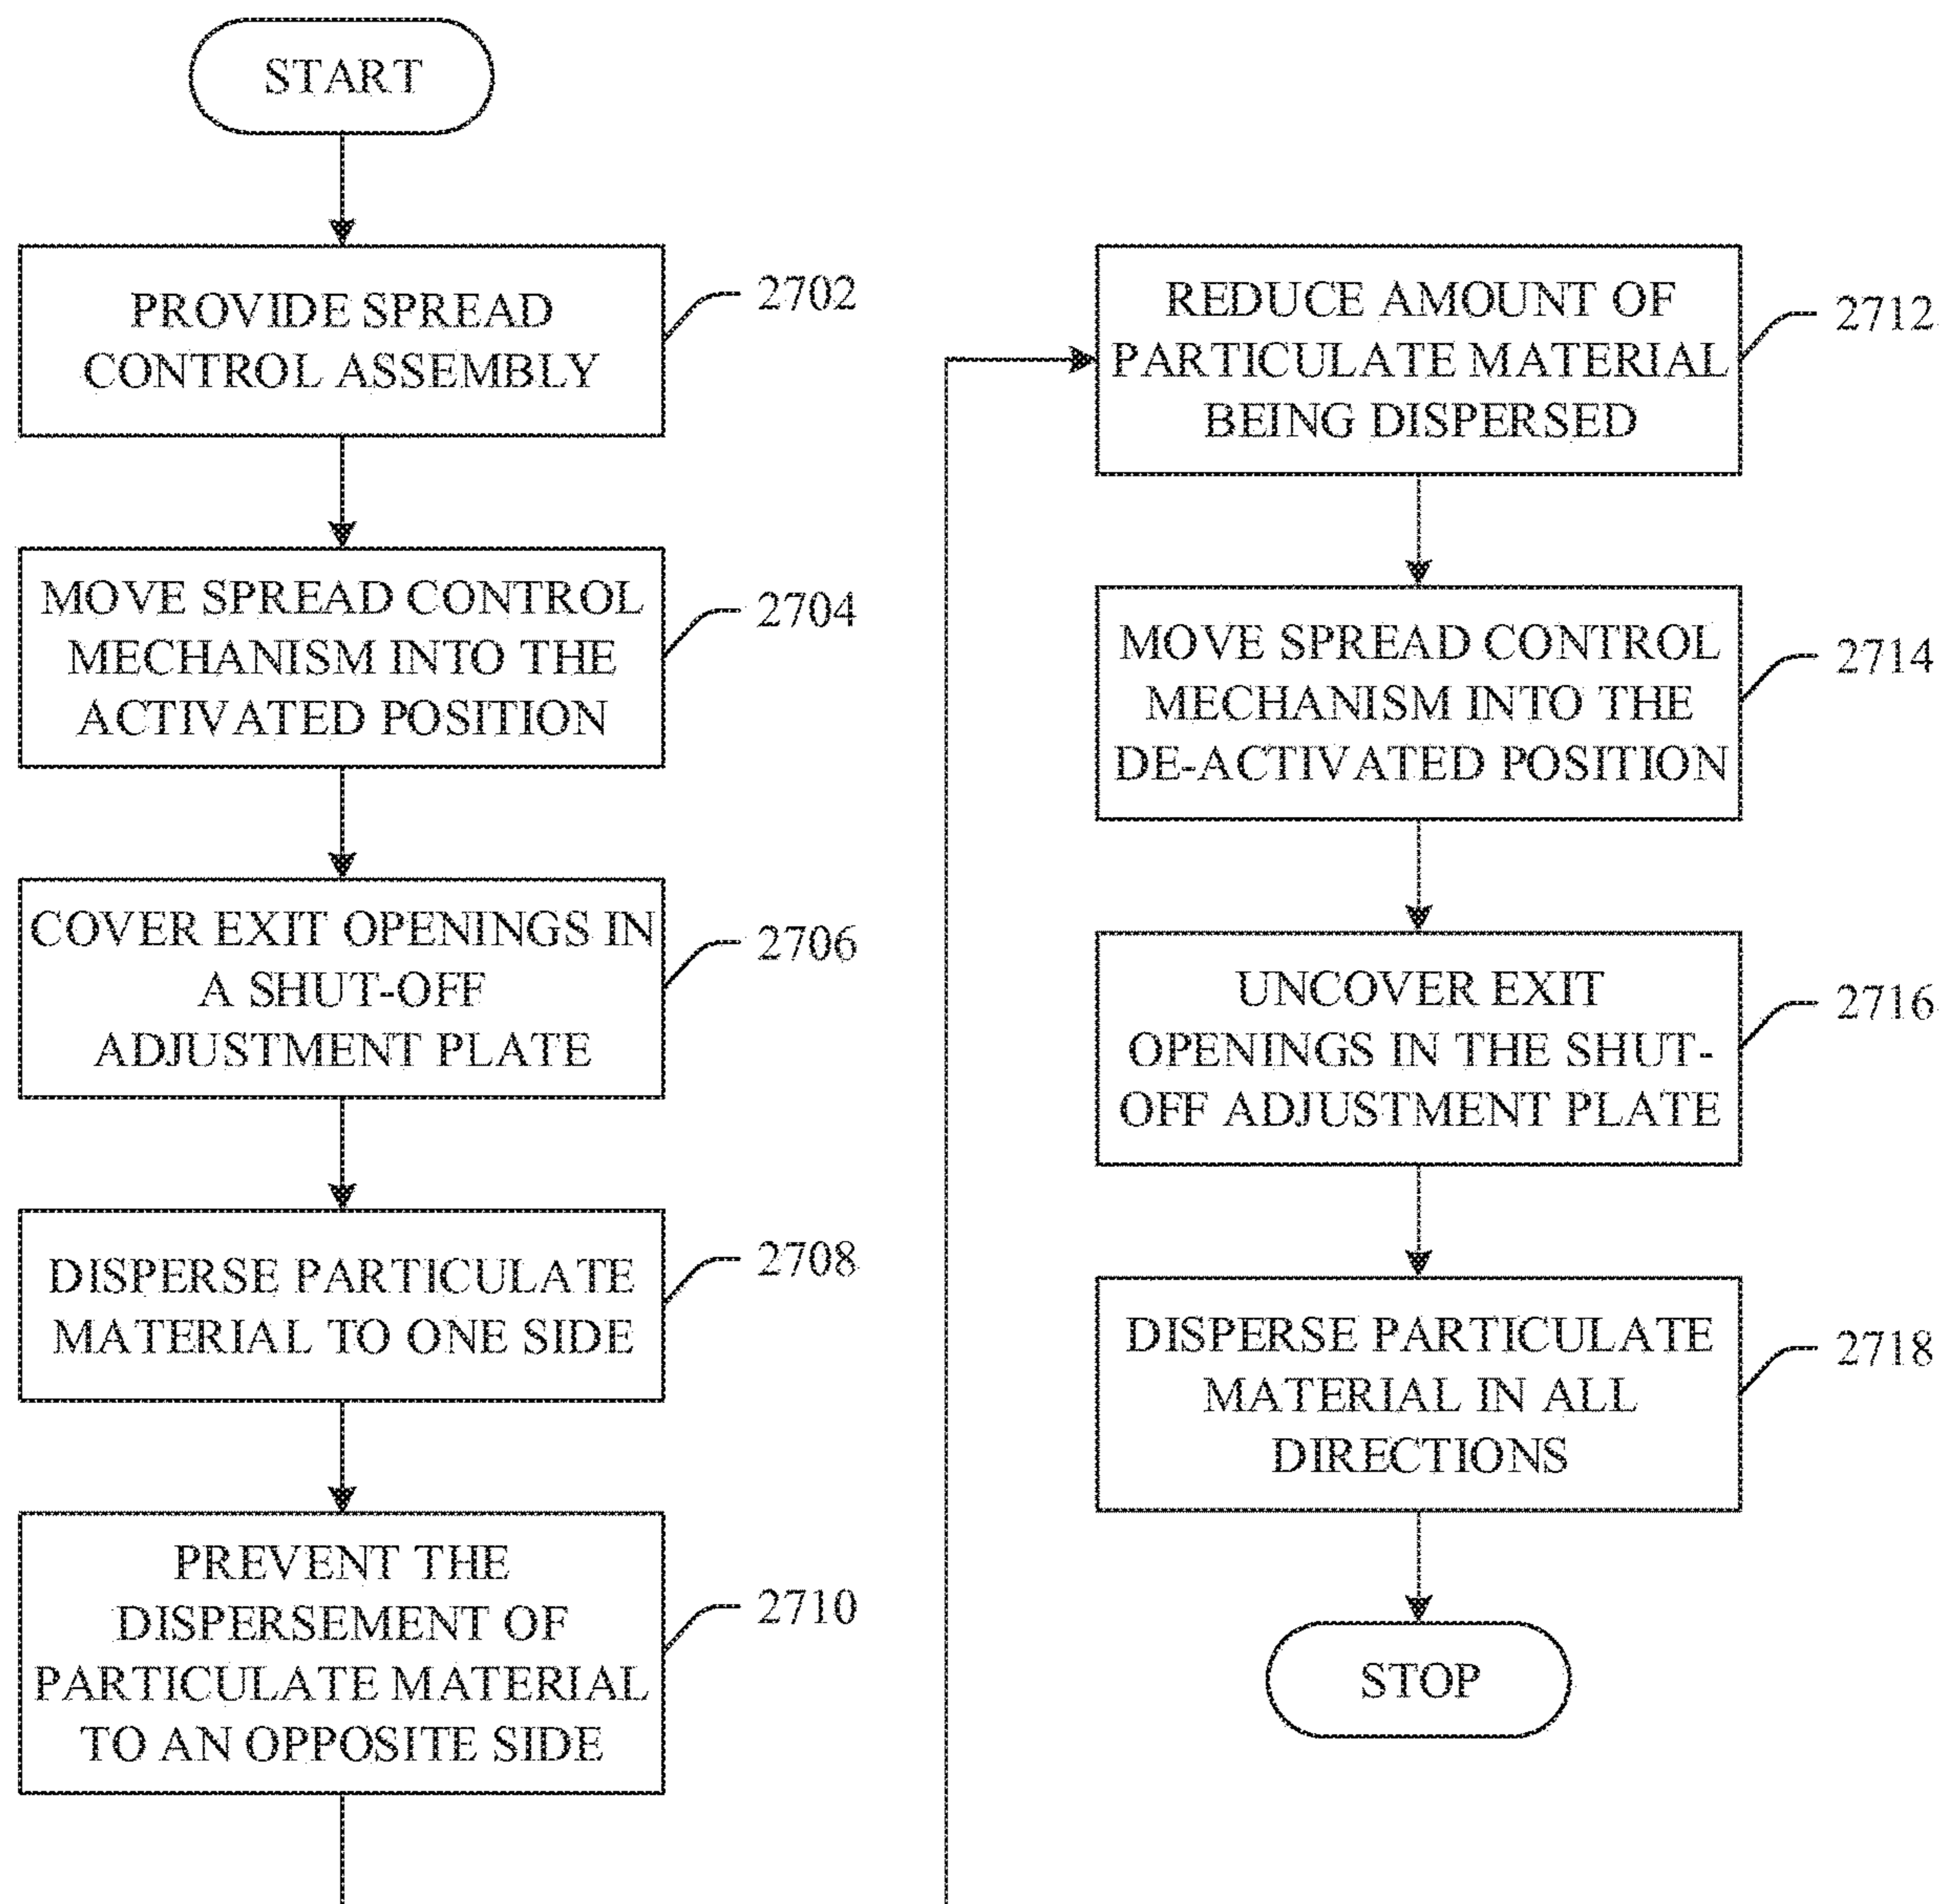 START
PROVIDE SPREAD
CONTROL ASSEMBLY
2702
MOVE SPREAD CONTROL
MECHANISM INTO THE
ACTIVATED POSITION
2704
COVER EXIT OPENINGS IN
A SHUT-OFF
ADJUSTMENT PLATE
2706
DISPERSE PARTICULATE
MATERIAL TO ONE SIDE
2708
PREVENT THE
DISPERSEMENT OF
PARTICULATE MATERIAL
TO AN OPPOSITE SIDE
2710
REDUCE AMOUNT OF
PARTICULATE MATERIAL
BEING DISPERSED
2712
MOVE SPREAD CONTROL
MECHANISM INTO THE
DE-ACTIVATED POSITION
2714
UNCOVER EXIT
OPENINGS IN THE SHUT-
OFF ADJUSTMENT PLATE
2716
DISPERSE PARTICULATE
MATERIAL IN ALL
DIRECTIONS
2718
STOP